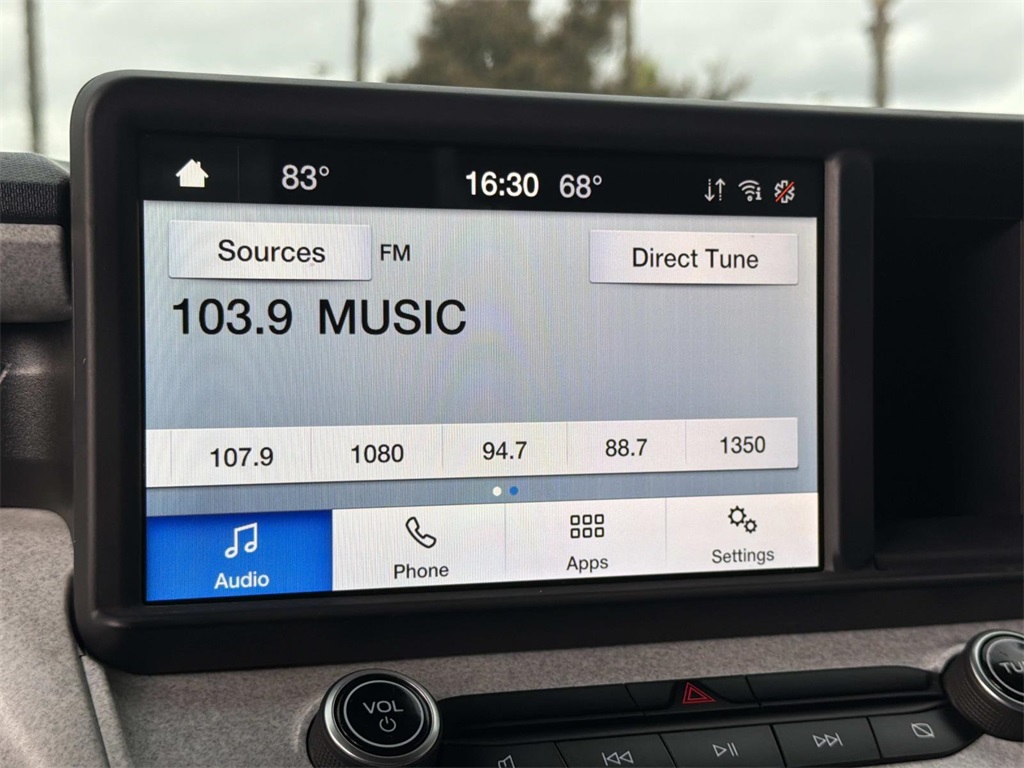 83° 16:30 68°
Sources FM Direct Tune
103.9 MUSIC
107.9 1080 94.7 88.7 1350
Audio Phone Apps Settings
VOL